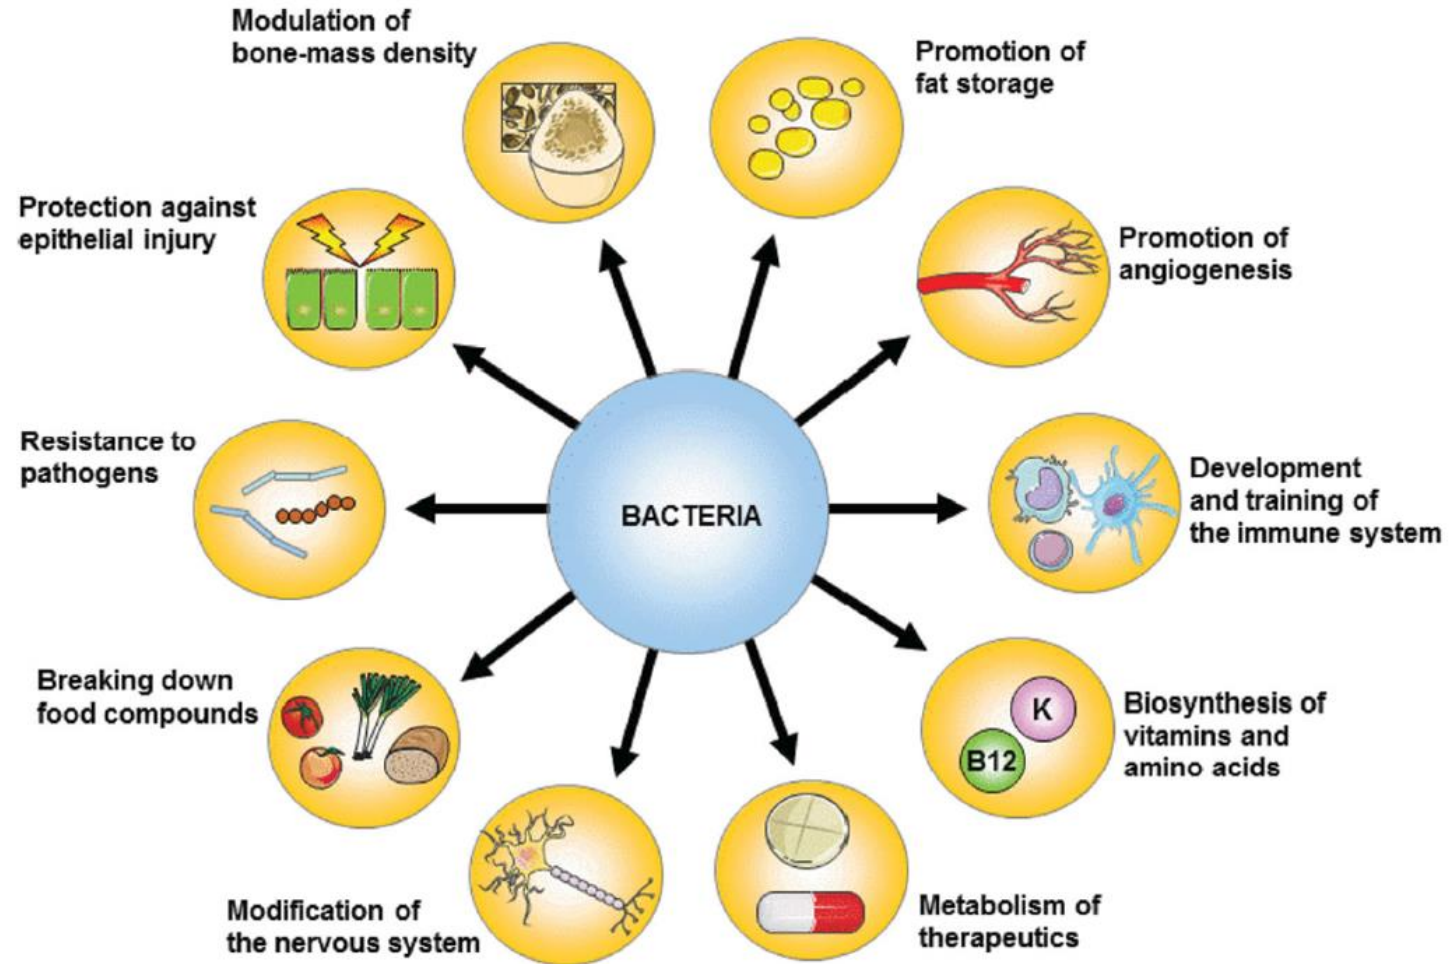 Modulation of
bone-mass density
Promotion of
fat storage
Protection against
epithelial injury
Promotion of
angiogenesis
Resistance to
pathogens
BACTERIA
Development
and training of
the immune system
Breaking down
food compounds
K
B12
Biosynthesis of
vitamins and
amino acids
Modification of
the nervous system
Metabolism of
therapeutics